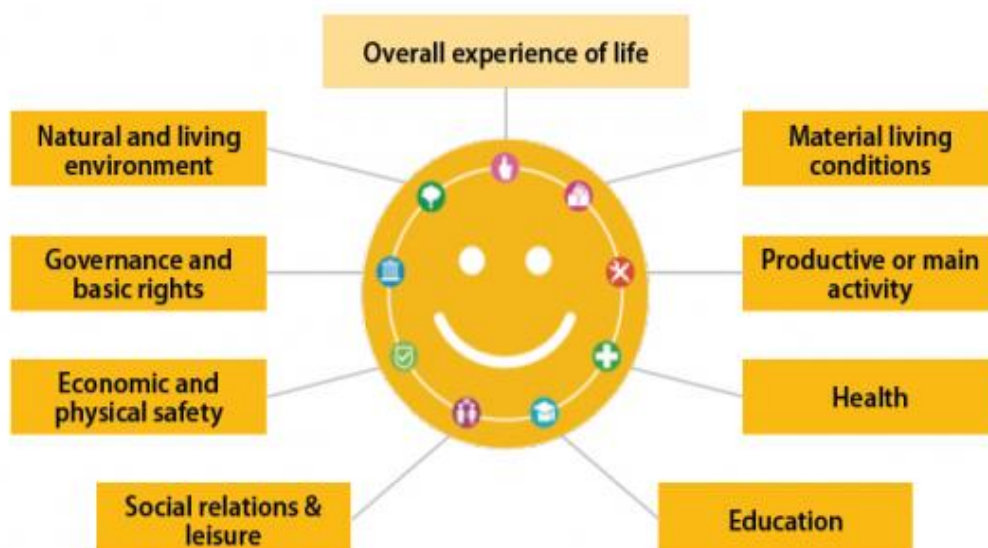 Overall experience of life
Natural and living
environment
Material living
conditions
Governance and
basic rights
Productive or main
activity
Economic and
physical safety
Health
Social relations &
leisure
Education